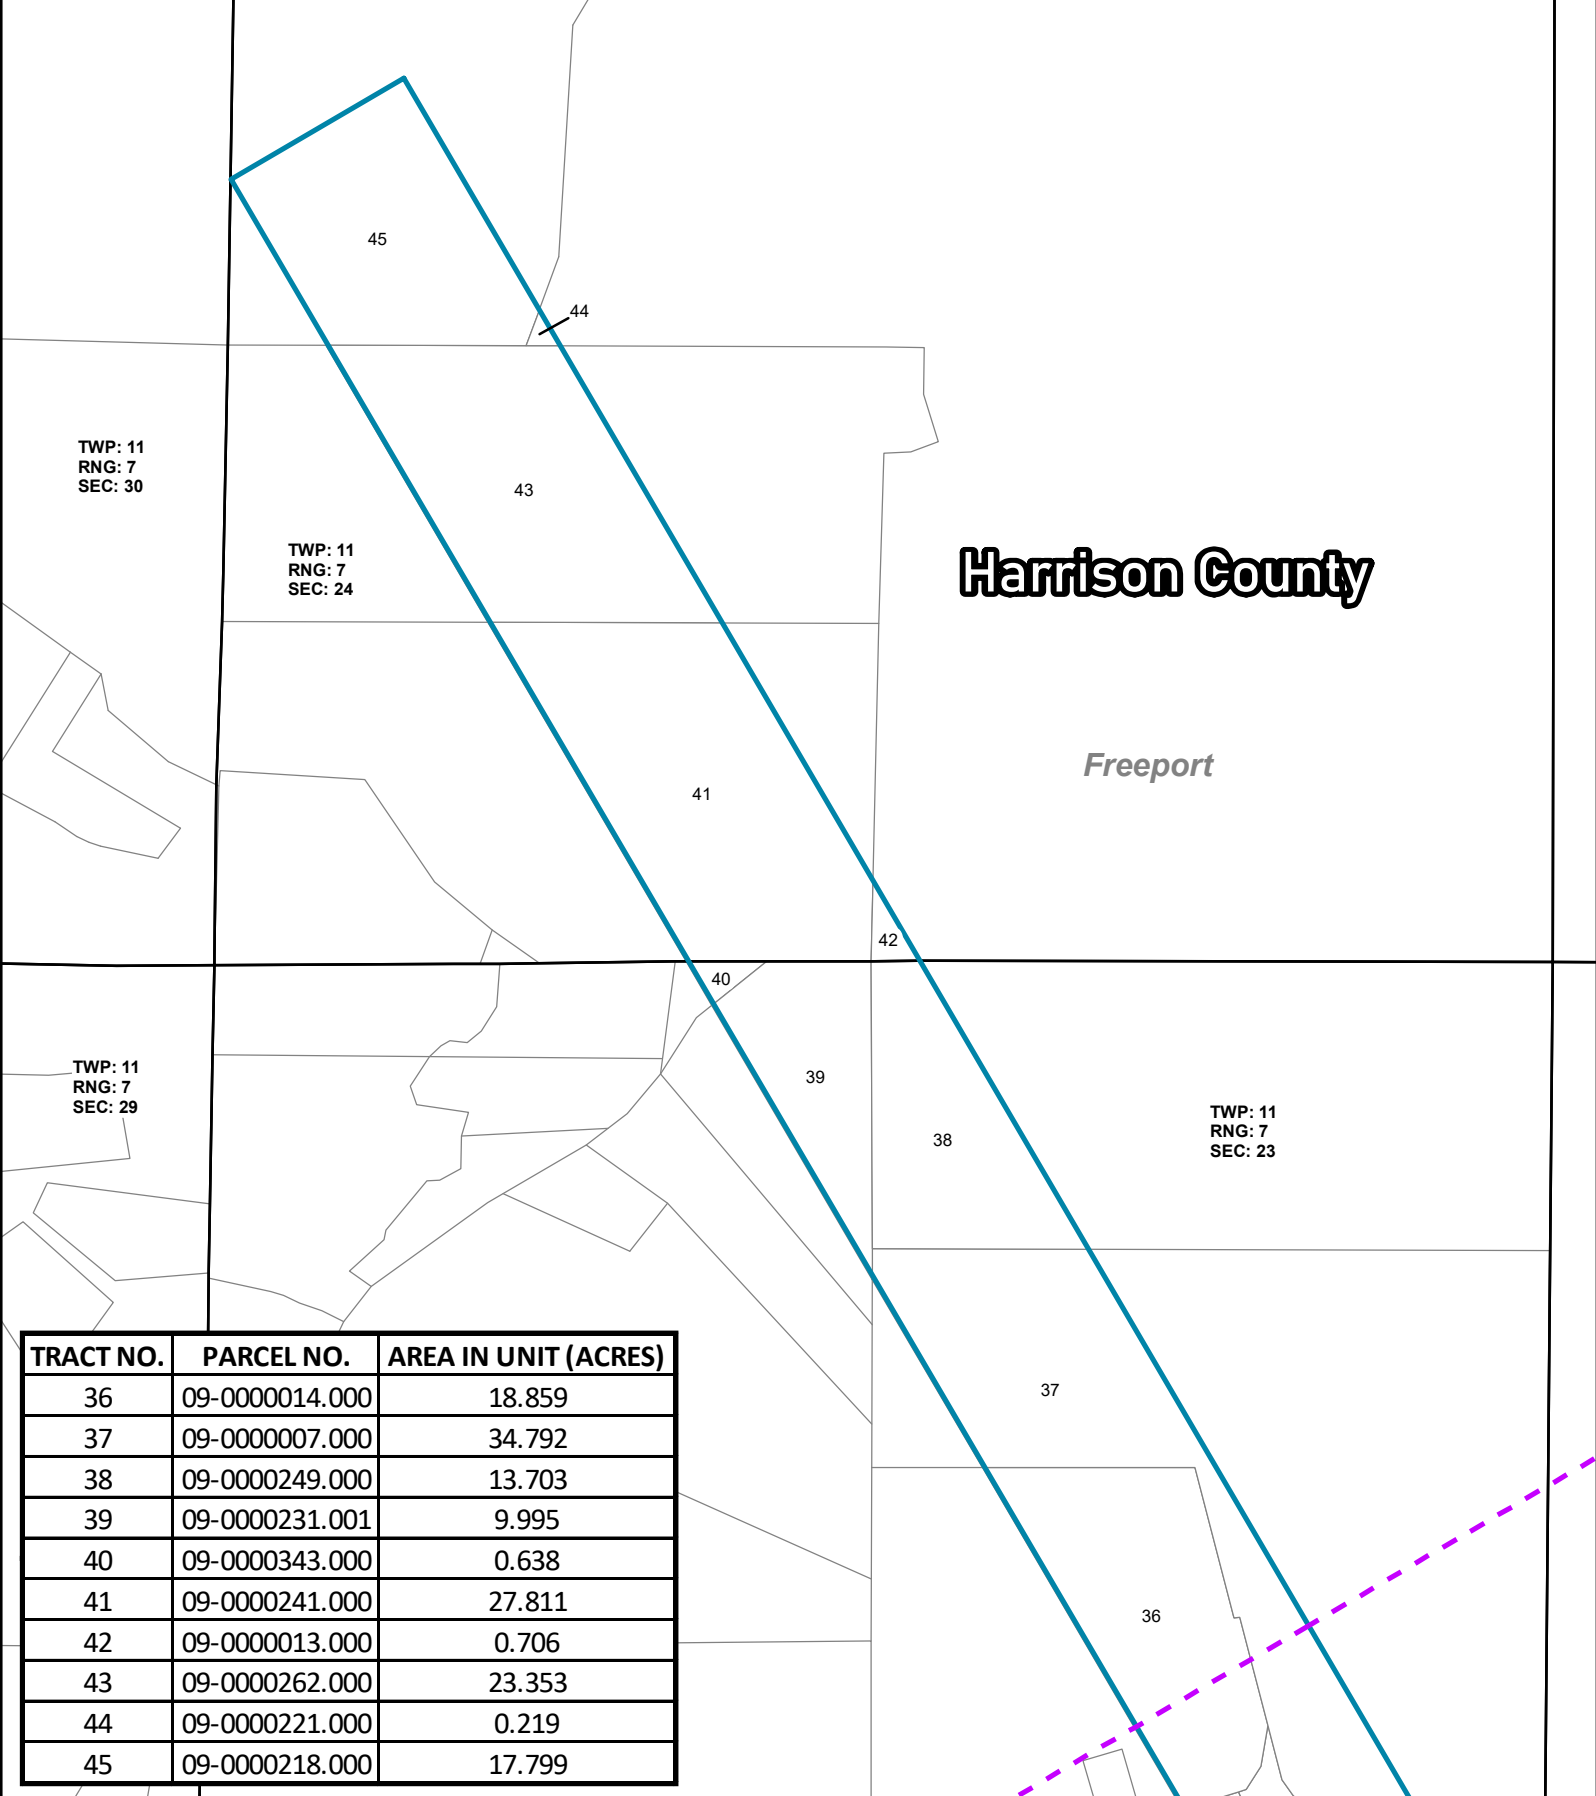 45
44
TWP: 11
RNG: 7
SEC: 30
43
TWP: 11
RNG: 7
SEC: 24
Harrison County
Freeport
41
42
40
TWP: 11
RNG: 7
SEC: 29
39
38
TWP: 11
RNG: 7
SEC: 23
37
36
TRACT NO. PARCEL NO. AREA IN UNIT (ACRES)
36 09-0000014.000 18.859
37 09-0000007.000 34.792
38 09-0000249.000 13.703
39 09-0000231.001 9.995
40 09-0000343.000 0.638
41 09-0000241.000 27.811
42 09-0000013.000 0.706
43 09-0000262.000 23.353
44 09-0000221.000 0.219
45 09-0000218.000 17.799